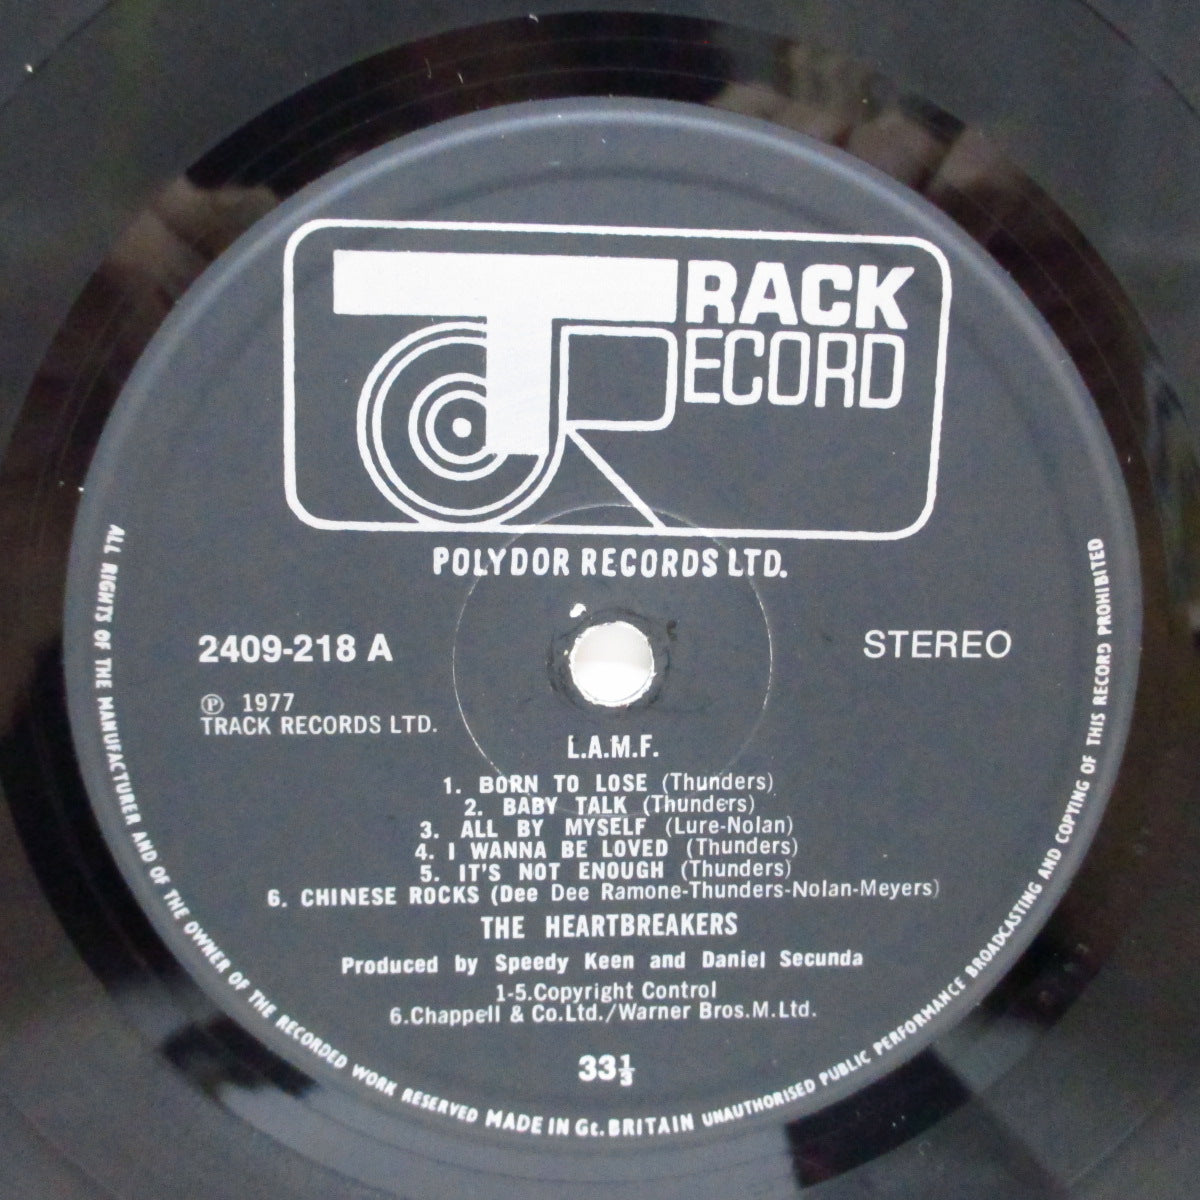 TRACK
RECORD
POLYDOR RECORDS LTD.
2409-218 A
STEREO
Ⓟ 1977
TRACK RECORDS LTD.
L.A.M.F.
1. BORN TO LOSE (Thunders)
2. BABY TALK (Thunders)
3. ALL BY MYSELF (Lure-Nolan)
4. I WANNA BE LOVED (Thunders)
5. IT'S NOT ENOUGH (Thunders)
6. CHINESE ROCKS (Dee Dee Ramone-Thunders-Nolan-Meyers)
THE HEARTBREAKERS
Produced by Speedy Keen and Daniel Secunda
1-5.Copyright Control
6.Chappell & Co.Ltd./Warner Bros.M.Ltd.
33⅓
ALL RIGHTS OF THE MANUFACTURER AND OF THE OWNER OF THE RECORDED WORK RESERVED MADE IN Gt. BRITAIN UNAUTHORISED PUBLIC PERFORMANCE BROADCASTING AND COPYING OF THIS RECORD PROHIBITED